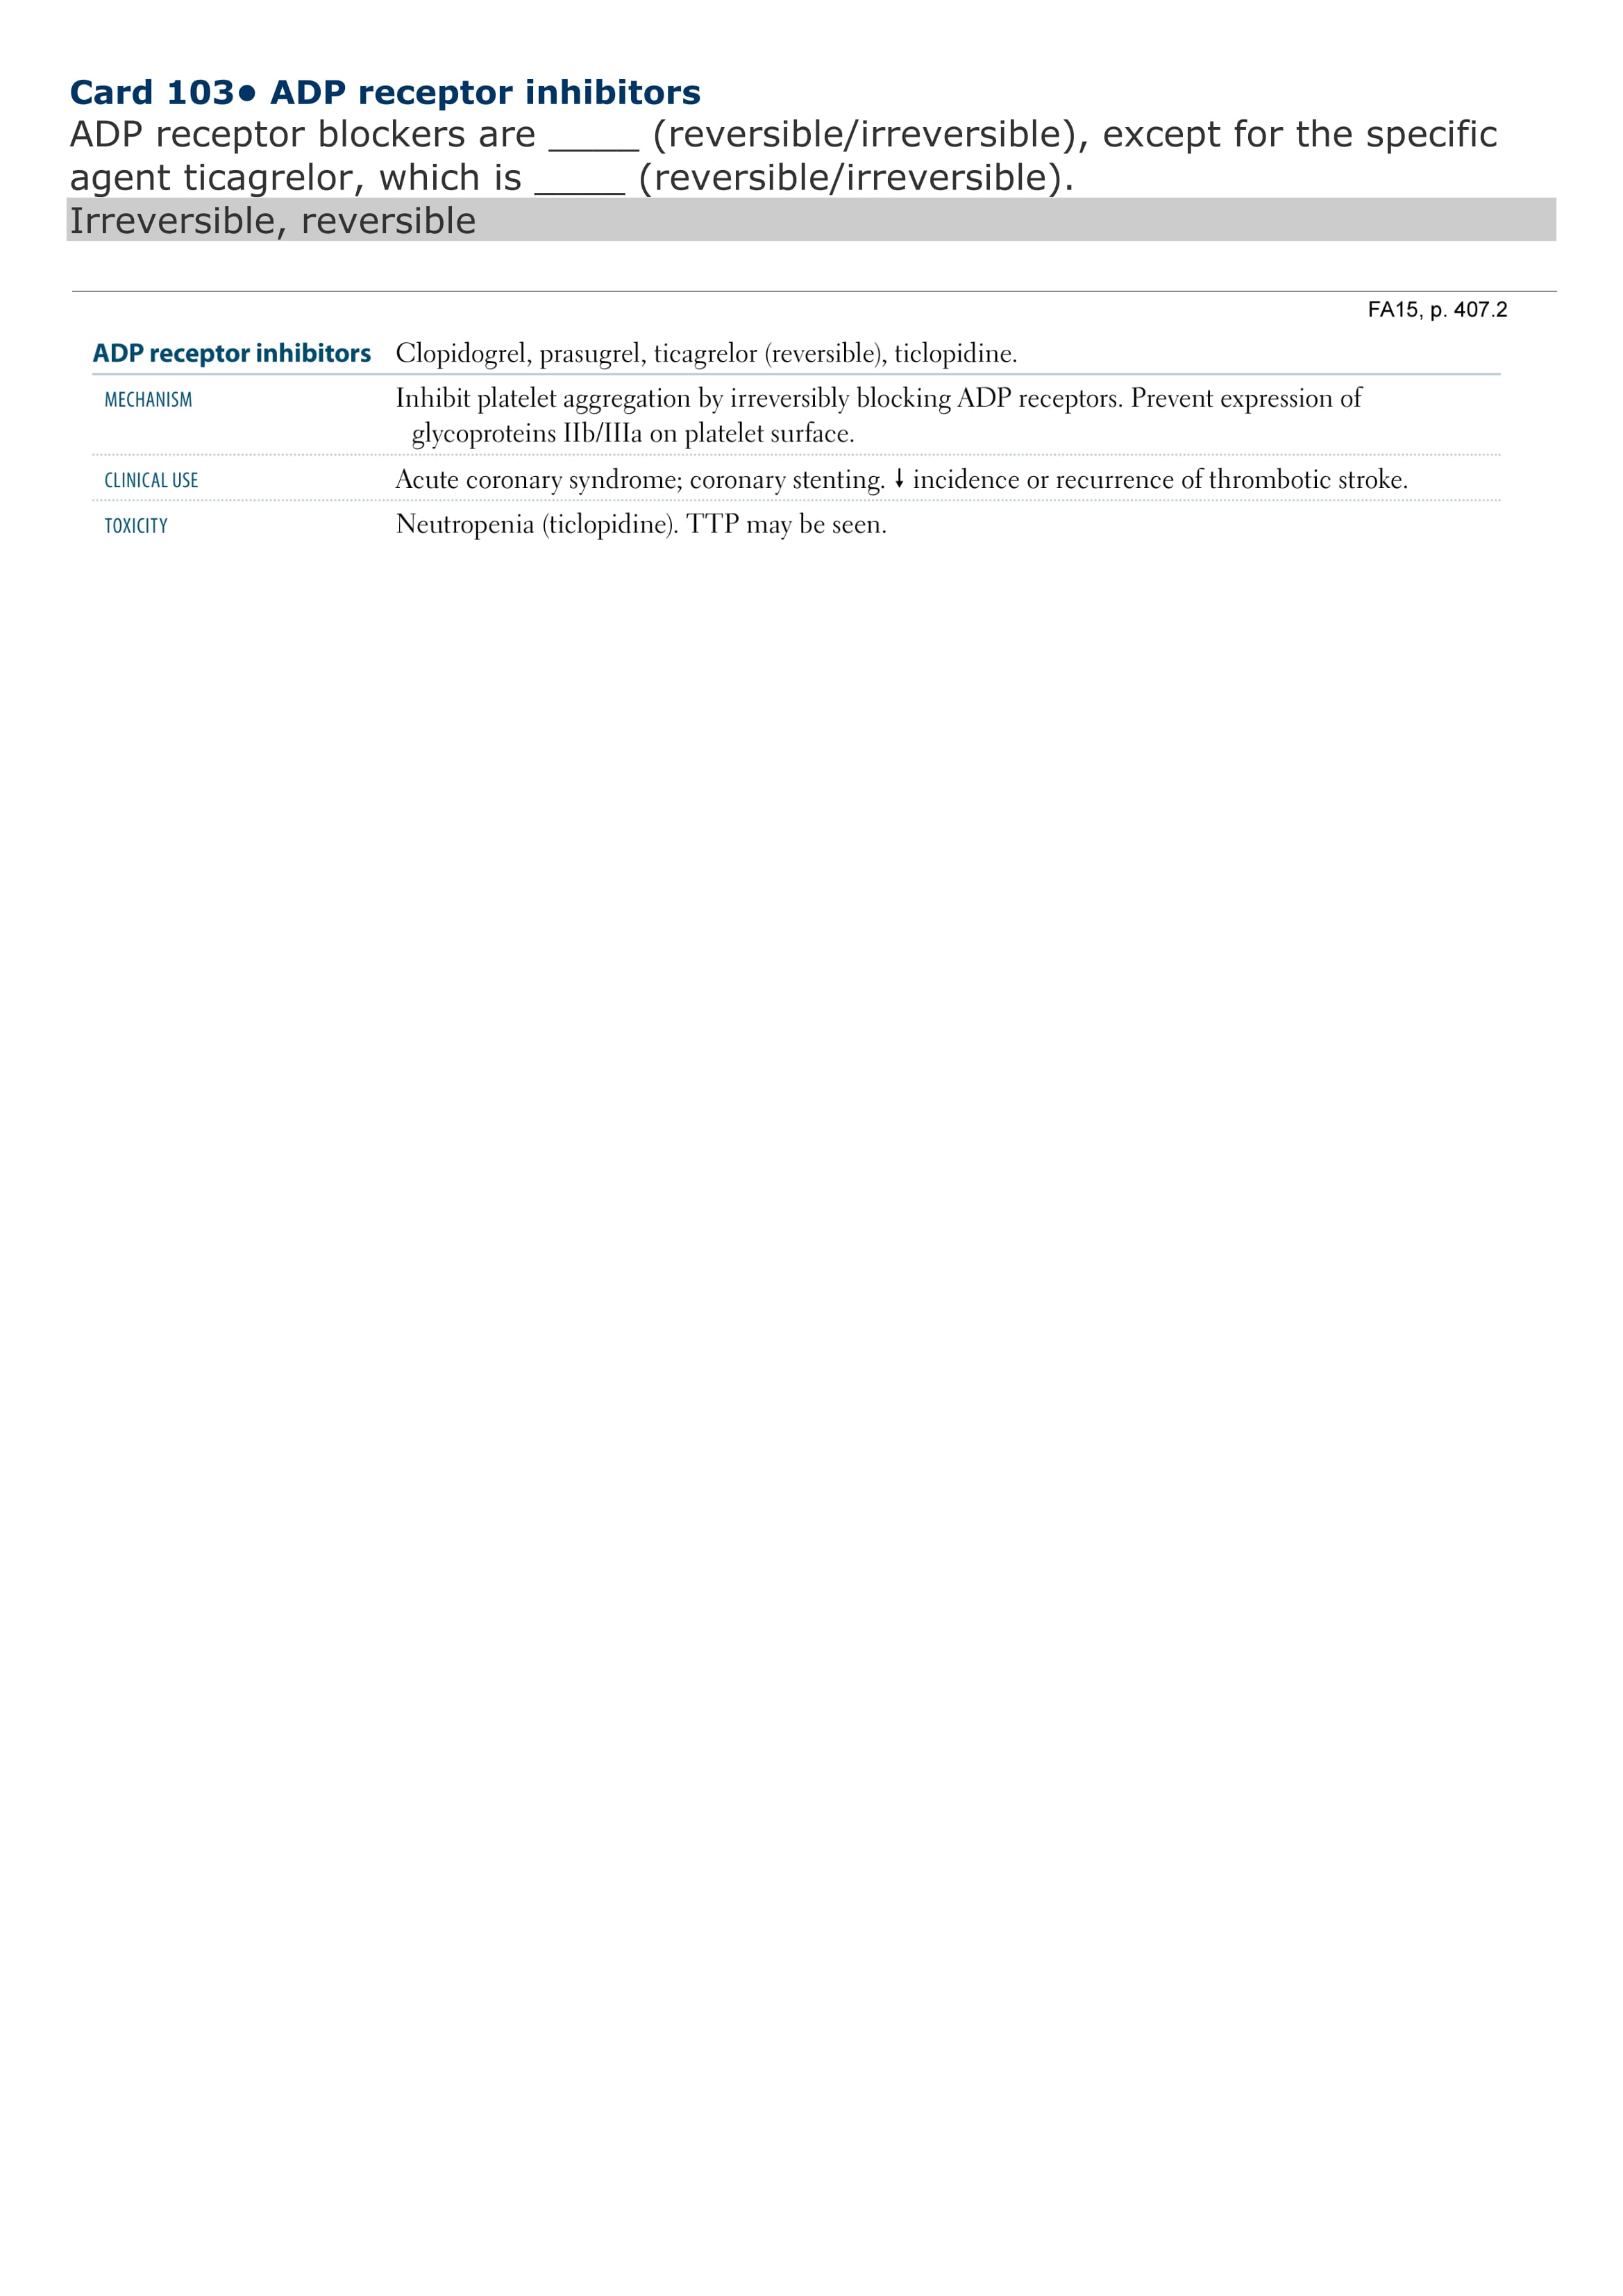 Card 103● ADP receptor inhibitors
ADP receptor blockers are _____ (reversible/irreversible), except for the specific
agent ticagrelor, which is _____ (reversible/irreversible).
Irreversible, reversible
FA15, p. 407.2
ADP receptor inhibitors Clopidogrel, prasugrel, ticagrelor (reversible), ticlopidine.
MECHANISM Inhibit platelet aggregation by irreversibly blocking ADP receptors. Prevent expression of
glycoproteins IIb/IIIa on platelet surface.
CLINICAL USE Acute coronary syndrome; coronary stenting. ↓ incidence or recurrence of thrombotic stroke.
TOXICITY Neutropenia (ticlopidine). TTP may be seen.